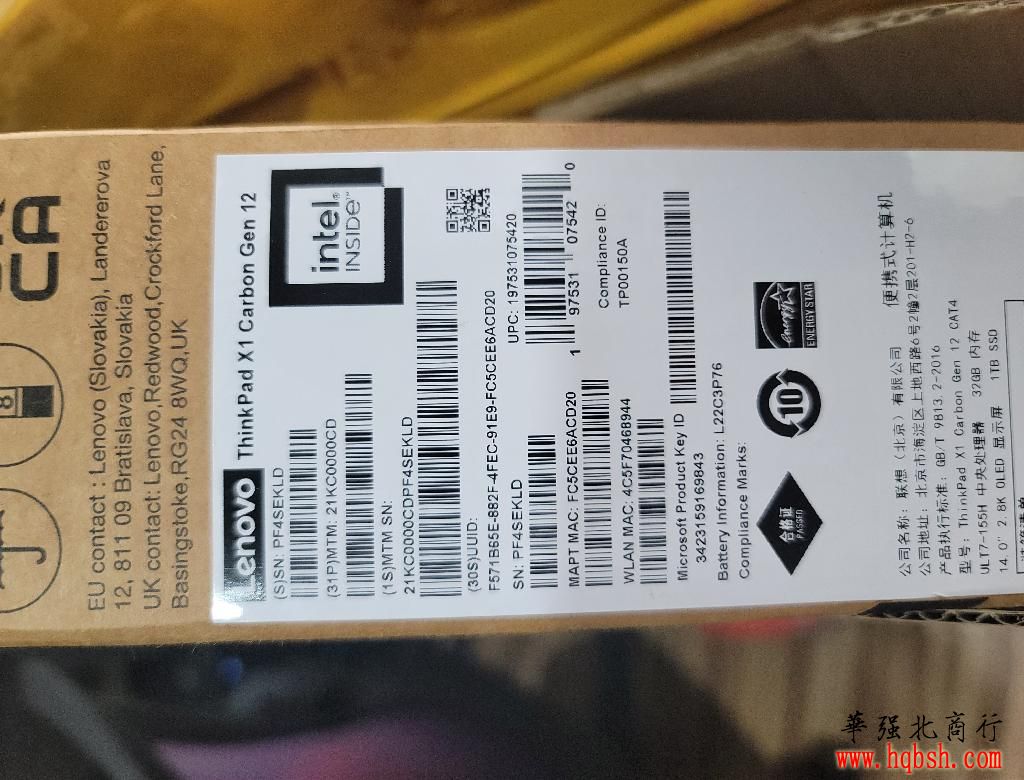 CA
8
EU contact : Lenovo (Slovakia), Landererova
12, 811 09 Bratislava, Slovakia
UK contact: Lenovo,Redwood,Crockford Lane,
Basingstoke,RG24 8WQ,UK
Lenovo ThinkPad X1 Carbon Gen 12
(S)SN: PF4SEKLD
intel®
INSIDE™
(31P)MTM: 21KC0000CD
(1S)MTM SN:
21KC0000CDPF4SEKLD
(30S)UUID:
F571B65E-882F-4FEC-91E9-FC5CEE6ACD20
SN: PF4SEKLD
UPC: 197531075420
1 97531 07542 0
MAPT MAC: FC5CEE6ACD20
Compliance ID:
TP00150A
WLAN MAC: 4C5F70468944
Microsoft Product Key ID
3423159169843
Battery Information: L22C3P76
Compliance Marks:
合格证
PASSED
10
energy
ENERGY STAR
便携式计算机
公司名称: 联想（北京）有限公司
公司地址: 北京市海淀区上地西路6号2幢2层201-H2-6
产品执行标准: GB/T 9813.2-2016
型号: ThinkPad X1 Carbon Gen 12 CAT4
UL7-155H 中央处理器 32GB 内存
14.0" 2.8K OLED 显示屏 1TB SSD
華强北商行
www.hqbsh.com